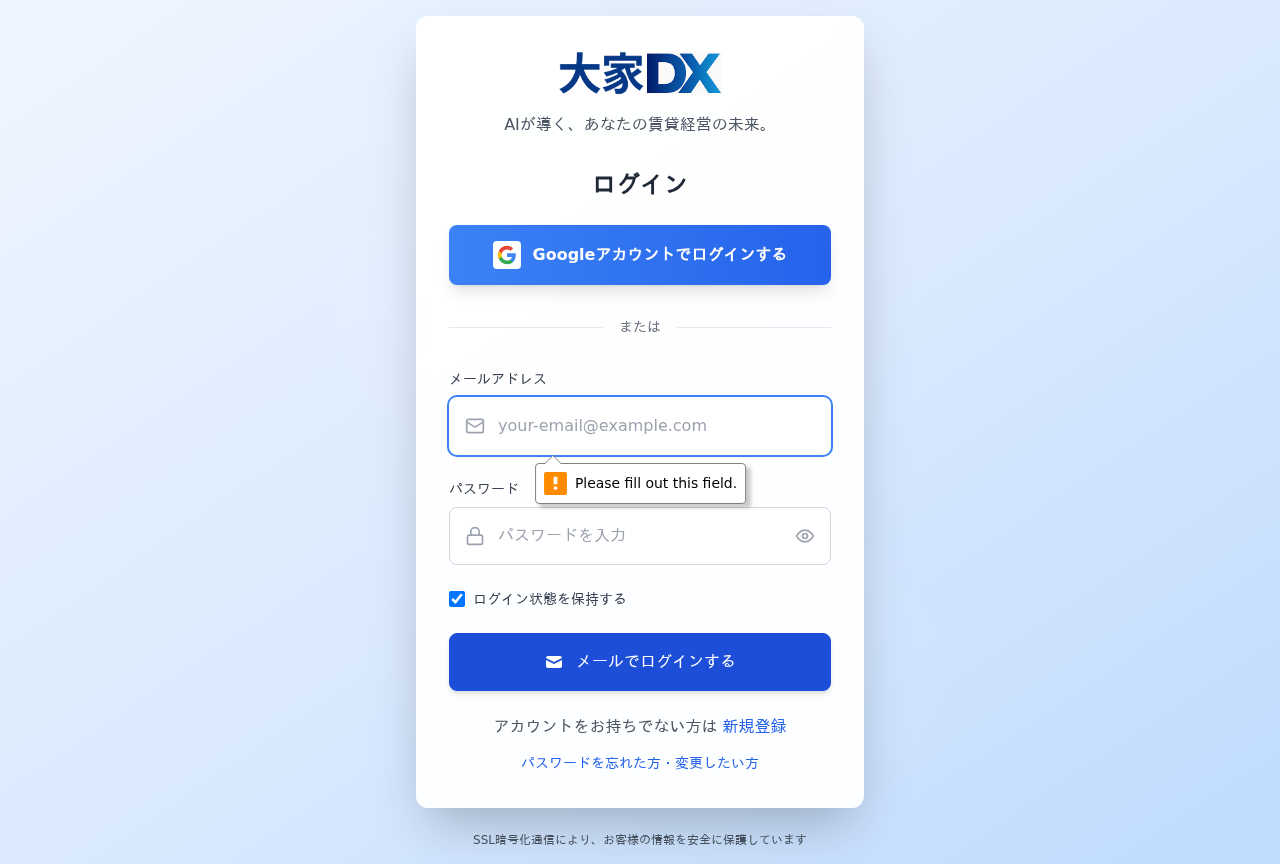 大家DX
AIが導く、あなたの賃貸経営の未来。
ログイン
Googleアカウントでログインする
または
メールアドレス
your-email@example.com
Please fill out this field.
パスワード
パスワードを入力
ログイン状態を保持する
メールでログインする
アカウントをお持ちでない方は 新規登録
パスワードを忘れた方・変更したい方
SSL暗号化通信により、お客様の情報を安全に保護しています